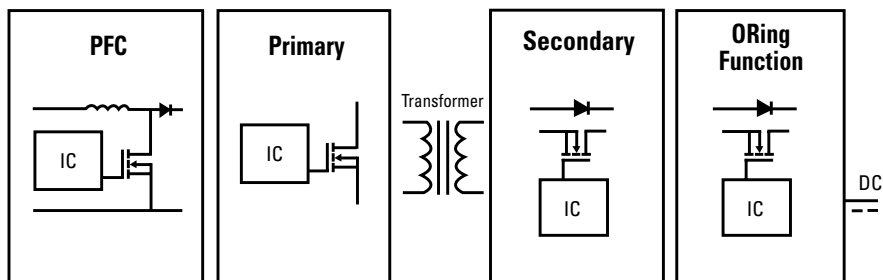 PFC
Primary
Transformer
Secondary
ORing
Function
IC
IC
IC
IC
DC